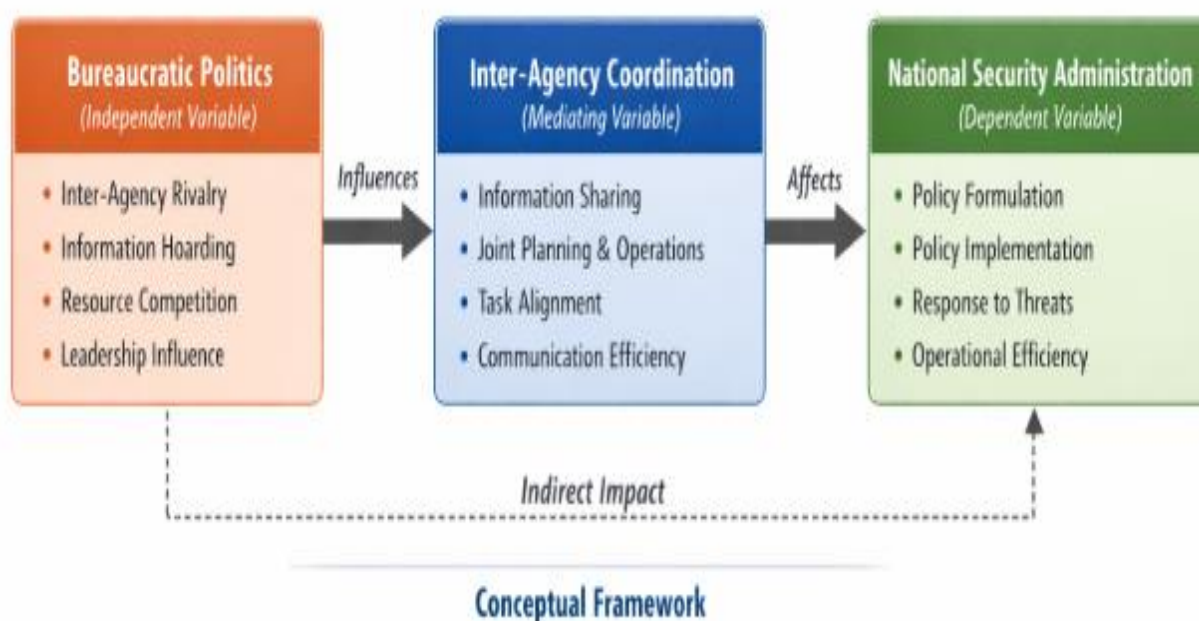 Bureaucratic Politics
(Independent Variable)
• Inter-Agency Rivalry
• Information Hoarding
• Resource Competition
• Leadership Influence
Influences
Inter-Agency Coordination
(Mediating Variable)
• Information Sharing
• Joint Planning & Operations
• Task Alignment
• Communication Efficiency
Affects
National Security Administration
(Dependent Variable)
• Policy Formulation
• Policy Implementation
• Response to Threats
• Operational Efficiency
Indirect Impact
Conceptual Framework